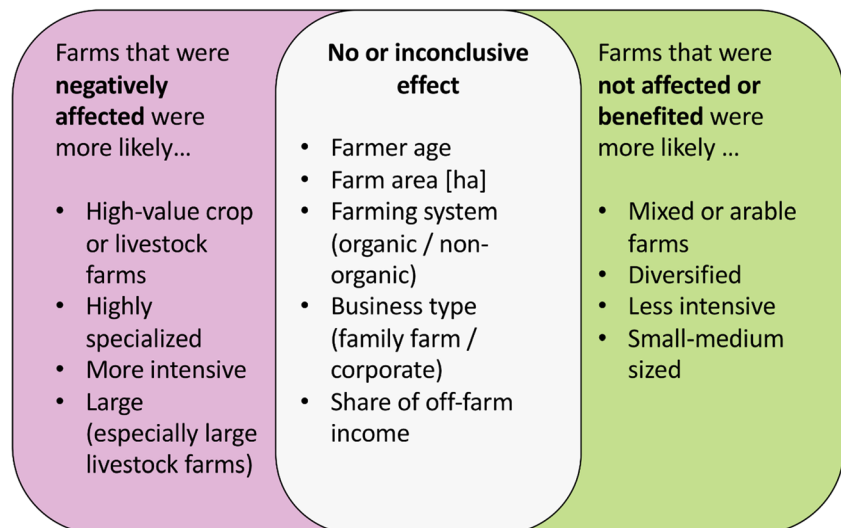 Farms that were
negatively
affected were
more likely…
• High-value crop
or livestock
farms
• Highly
specialized
• More intensive
• Large
(especially large
livestock farms)
No or inconclusive
effect
• Farmer age
• Farm area [ha]
• Farming system
(organic / non-
organic)
• Business type
(family farm /
corporate)
• Share of off-farm
income
Farms that were
not affected or
benefited were
more likely …
• Mixed or arable
farms
• Diversified
• Less intensive
• Small-medium
sized